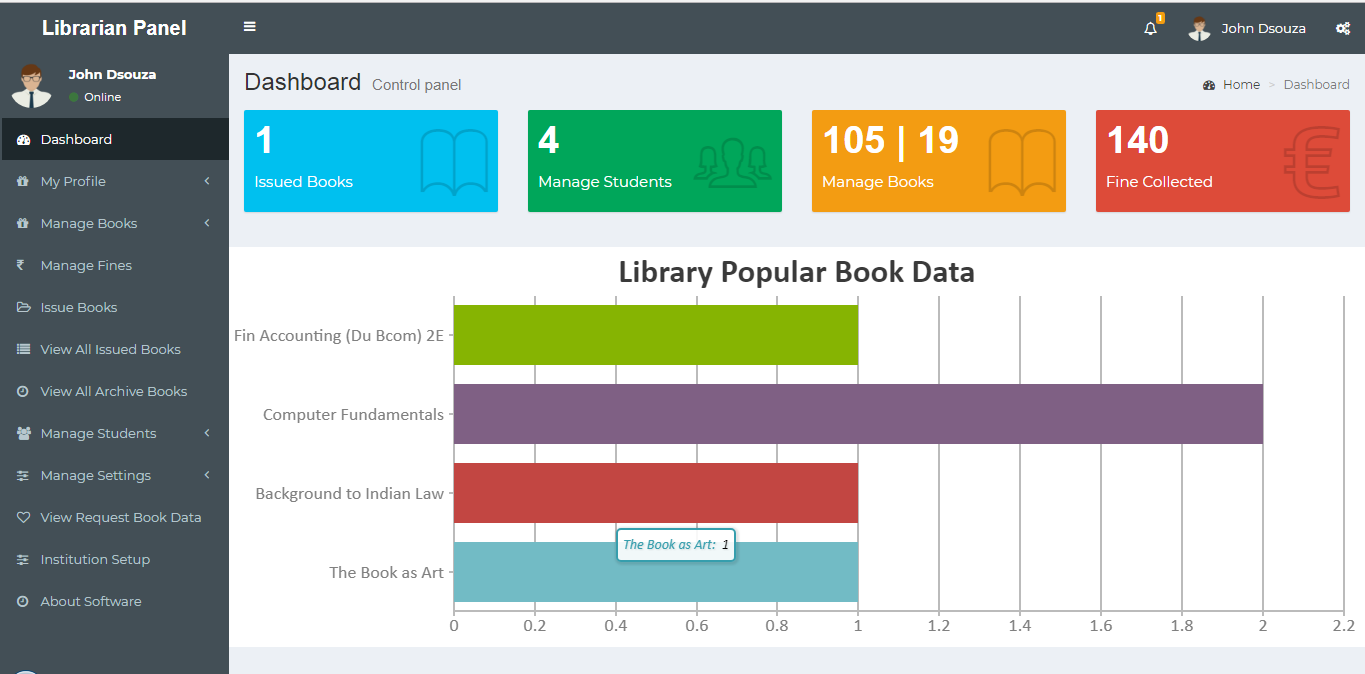 Librarian Panel
1
John Dsouza
John Dsouza
Online
Dashboard
My Profile
Manage Books
Manage Fines
Issue Books
View All Issued Books
View All Archive Books
Manage Students
Manage Settings
View Request Book Data
Institution Setup
About Software
Dashboard Control panel
Home > Dashboard
1
Issued Books
4
Manage Students
105 | 19
Manage Books
140
Fine Collected
Library Popular Book Data
Fin Accounting (Du Bcom) 2E
Computer Fundamentals
Background to Indian Law
The Book as Art: 1
The Book as Art
0 0.2 0.4 0.6 0.8 1 1.2 1.4 1.6 1.8 2 2.2